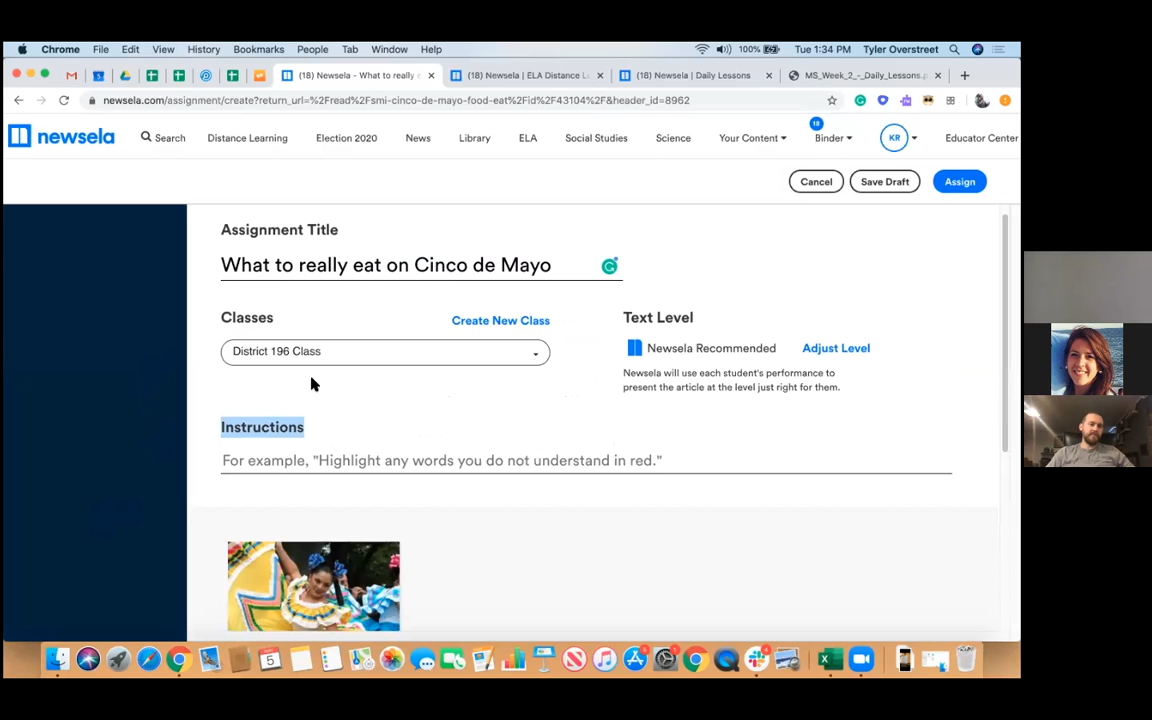 Chrome File Edit View History Bookmarks People Tab Window Help 100% Tue 1:34 PM Tyler Overstreet
(18) Newsela - What to really e (18) Newsela | ELA Distance L (18) Newsela | Daily Lessons MS_Week_2_-_Daily_Lessons.p
newsela.com/assignment/create?return_url=%2Fread%2Fsmi-cinco-de-mayo-food-eat%2Fid%2F43104%2F&header_id=8962
18
newsela Search Distance Learning Election 2020 News Library ELA Social Studies Science Your Content Binder KR Educator Center
Cancel Save Draft Assign
Assignment Title
What to really eat on Cinco de Mayo
Classes Create New Class Text Level
District 196 Class Newsela Recommended Adjust Level
Newsela will use each student's performance to
present the article at the level just right for them.
Instructions
For example, "Highlight any words you do not understand in red."
5